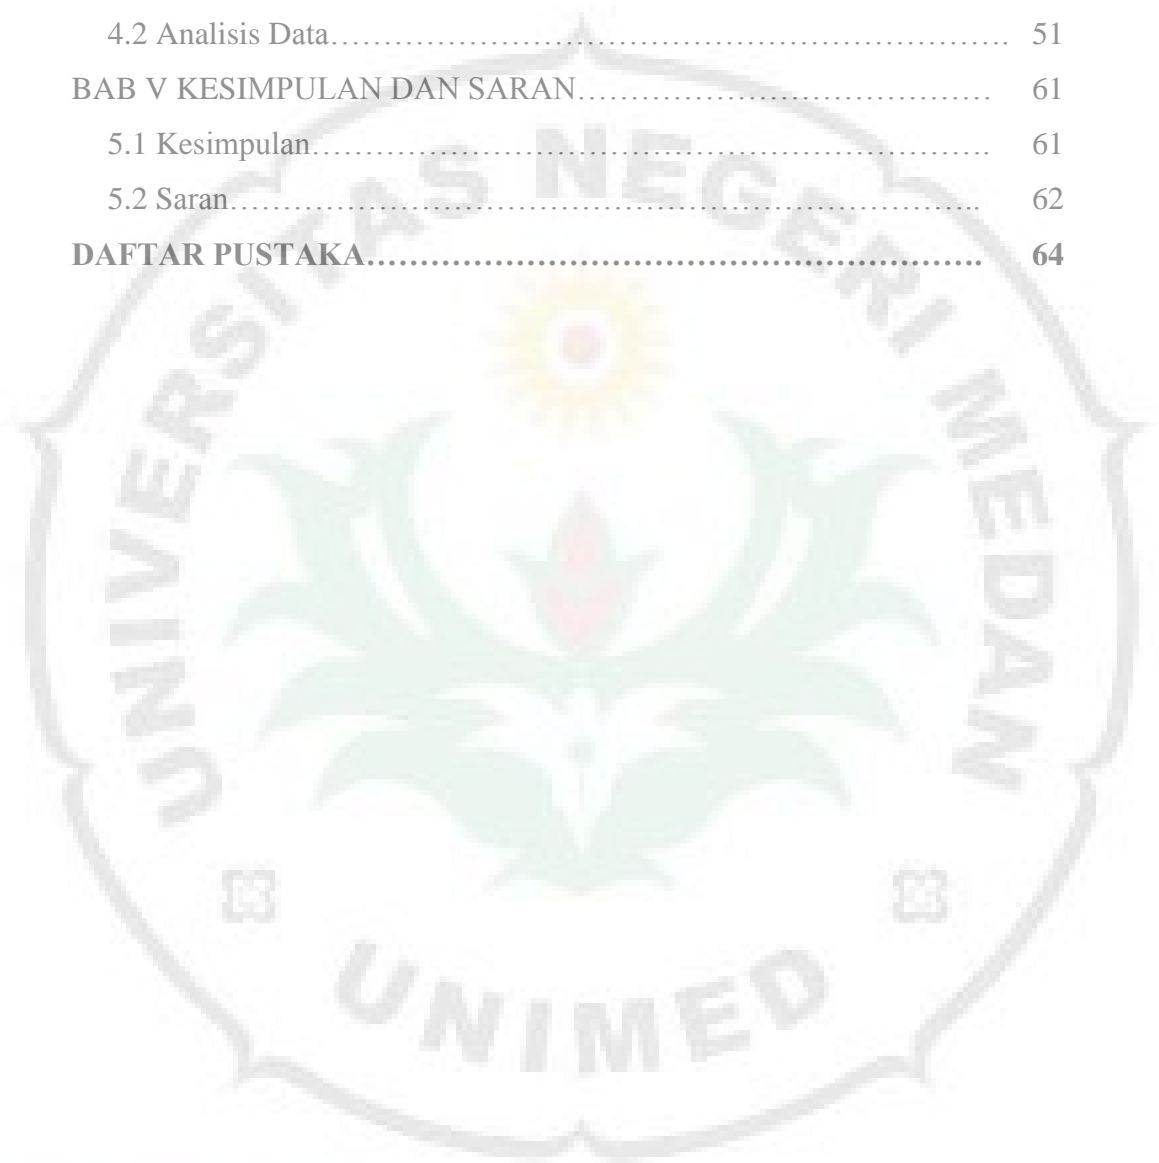 4.2 Analisis Data…………………………………………………………. 51
BAB V KESIMPULAN DAN SARAN………………………………… 61
5.1 Kesimpulan………………………………………………………. 61
5.2 Saran…………………………………………………………….. 62
DAFTAR PUSTAKA…………………………………………………. 64
UNIVERSITAS NEGERI MEDAN
UNIMED